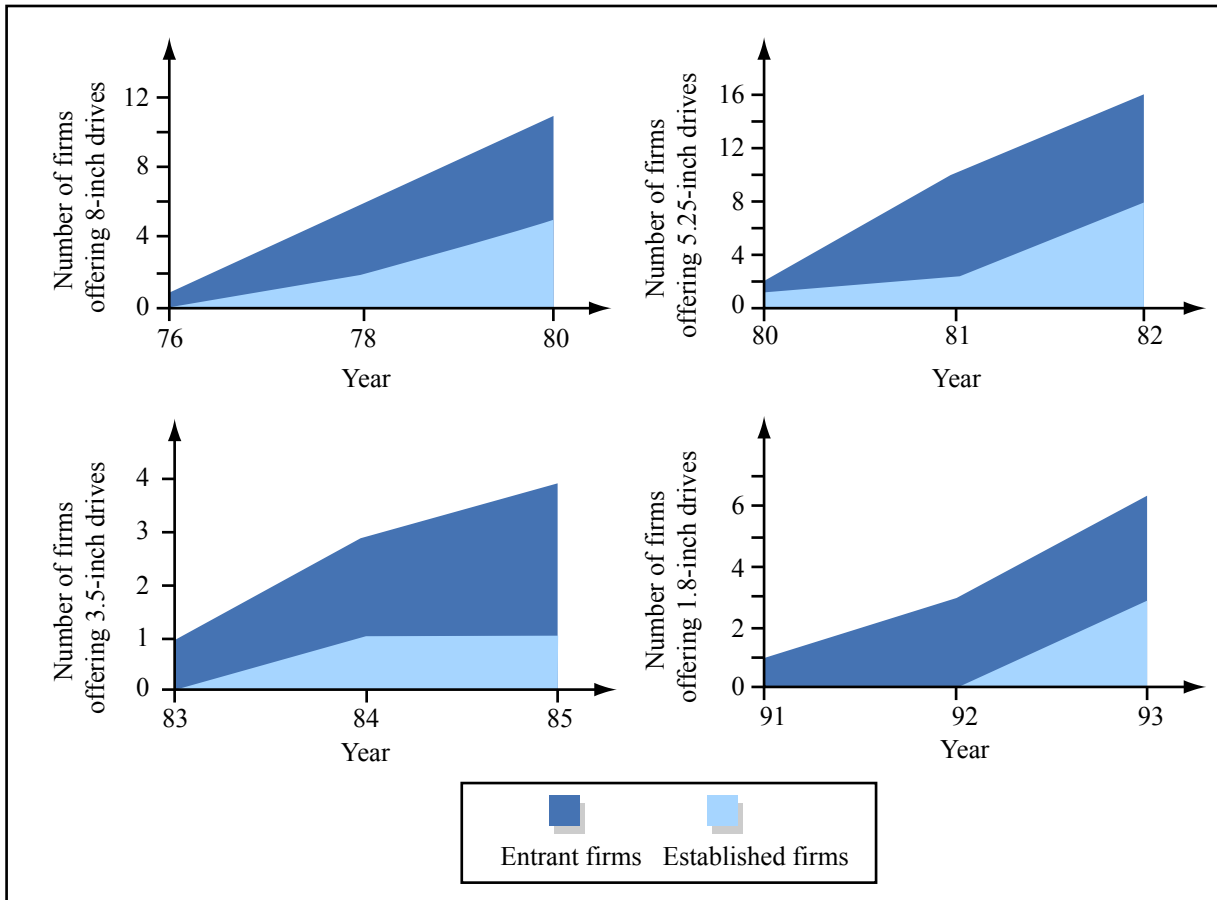 Number of firms
offering 8-inch drives
12
8
4
0
76
78
80
Year
Number of firms
offering 5.25-inch drives
16
12
8
4
0
80
81
82
Year
Number of firms
offering 3.5-inch drives
4
3
2
1
0
83
84
85
Year
Number of firms
offering 1.8-inch drives
6
4
2
0
91
92
93
Year
Entrant firms
Established firms